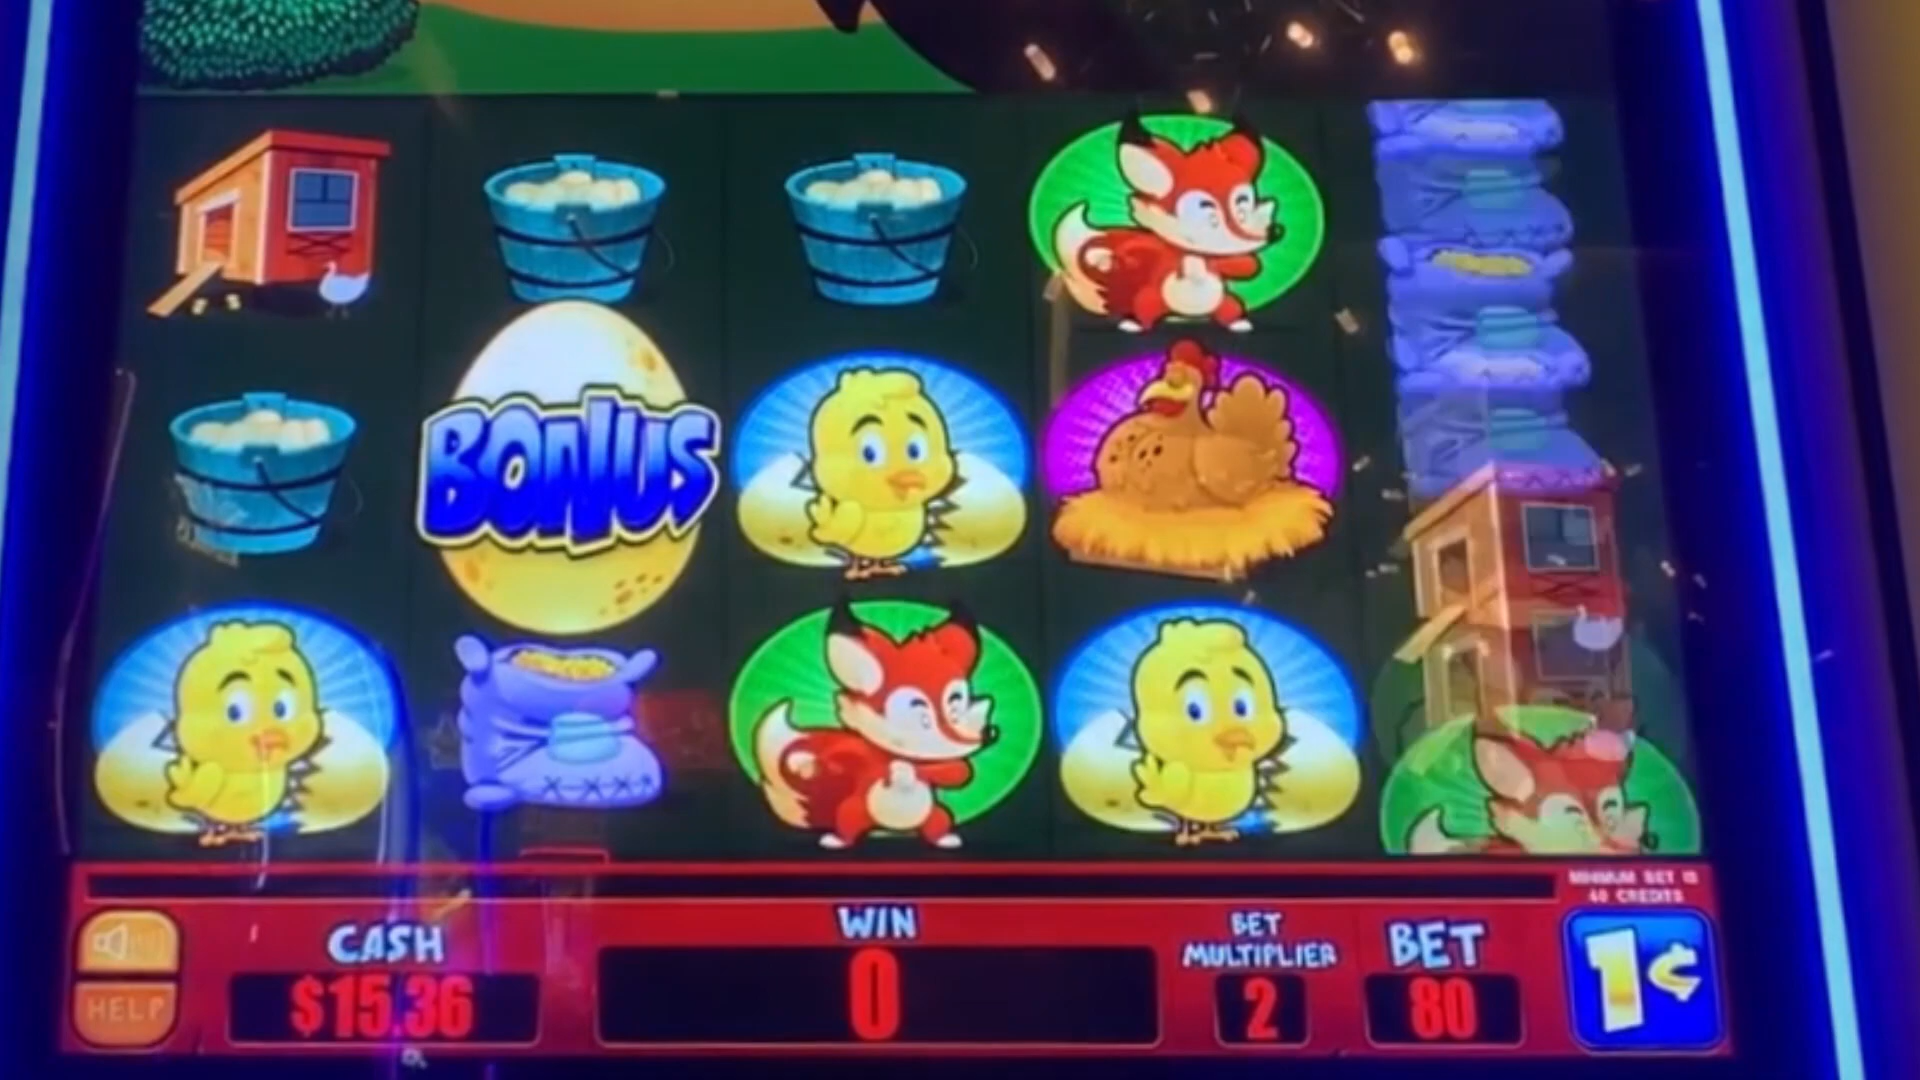 BONUS
MINIMUM BET IS
40 CREDITS
CASH
WIN
BET
MULTIPLIER
BET
1¢
HELP
$15.36
0
2
80